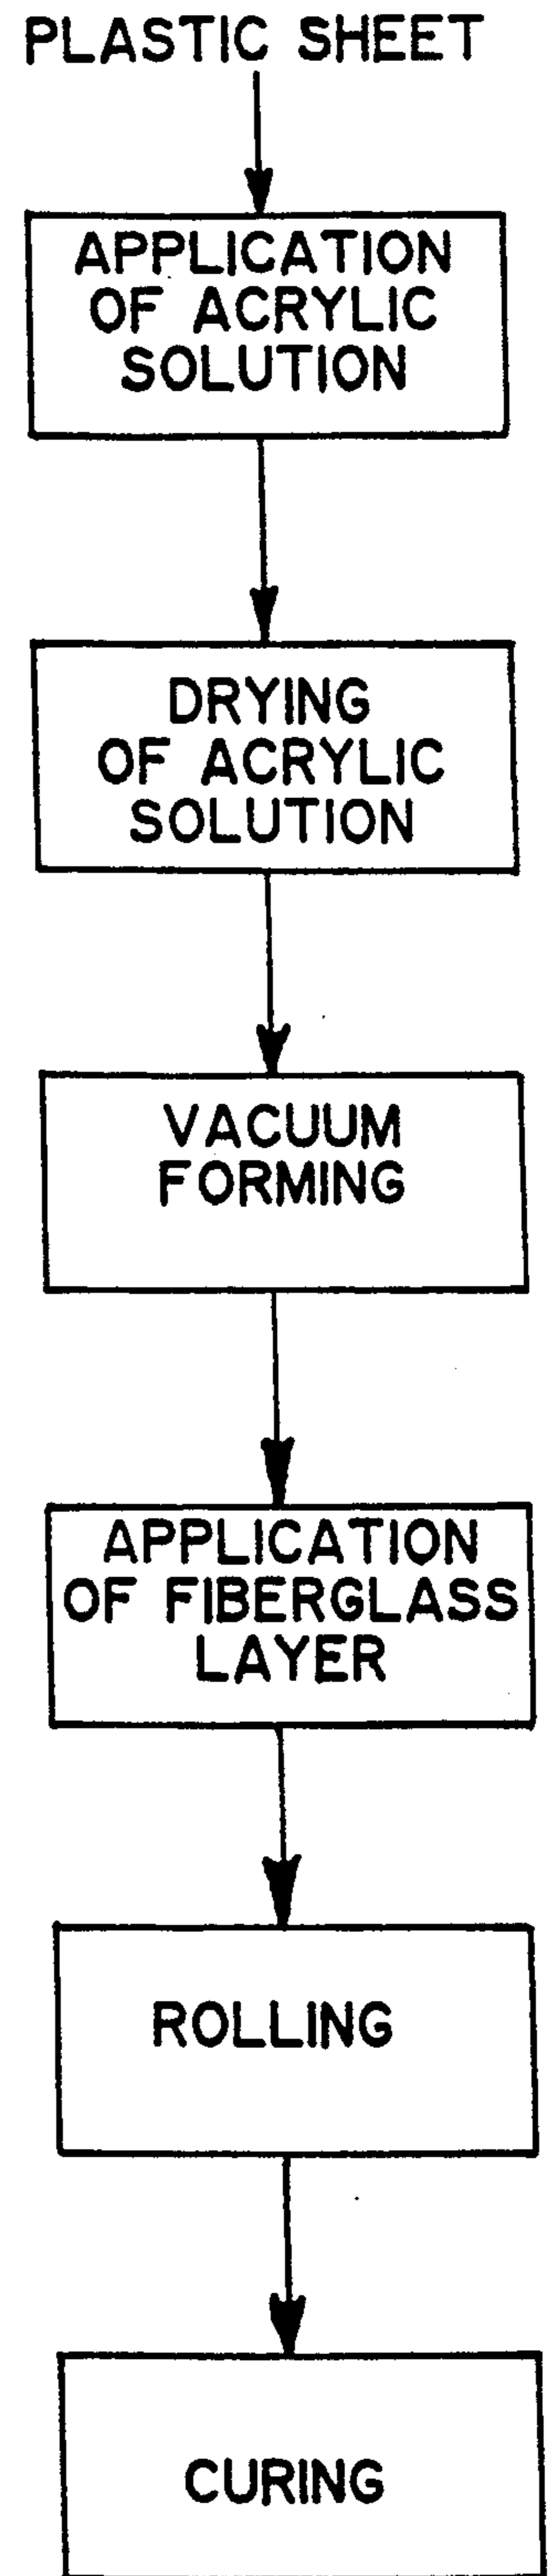 PLASTIC SHEET
APPLICATION
OF ACRYLIC
SOLUTION
DRYING
OF ACRYLIC
SOLUTION
VACUUM
FORMING
APPLICATION
OF FIBERGLASS
LAYER
ROLLING
CURING